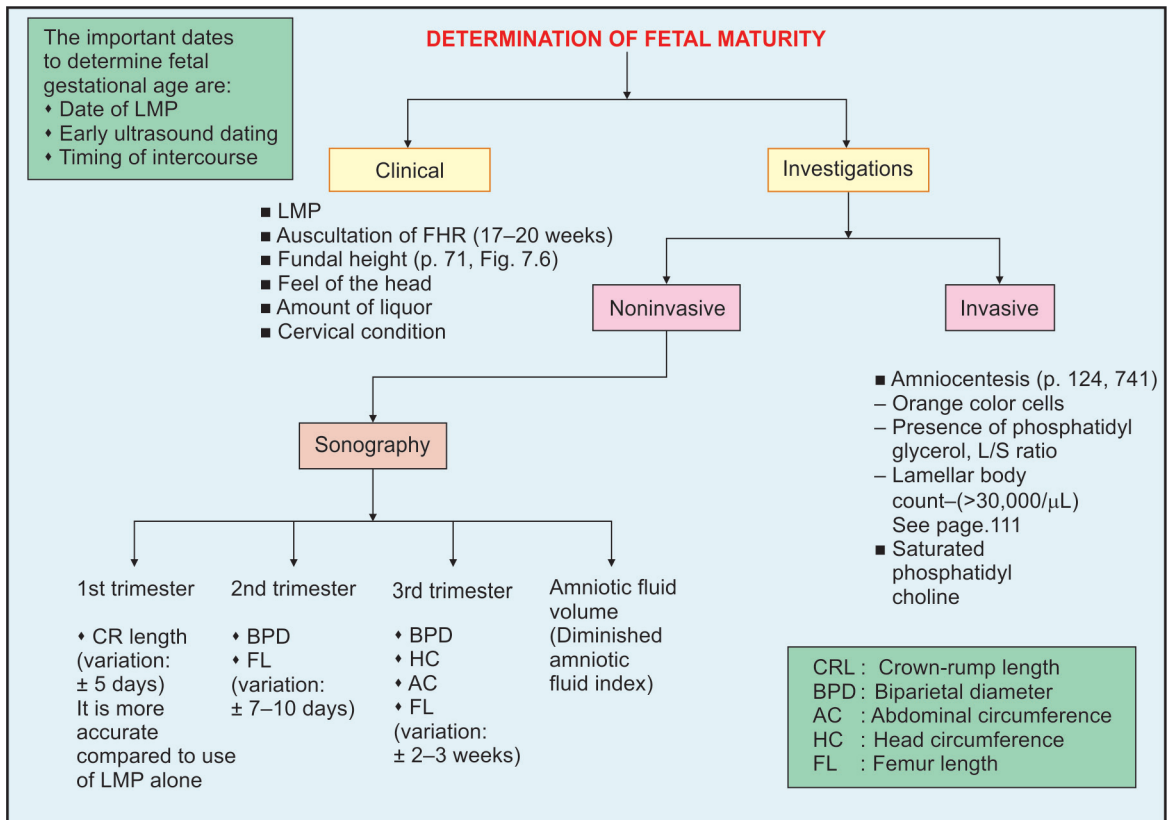 The important dates
to determine fetal
gestational age are:
♦ Date of LMP
♦ Early ultrasound dating
♦ Timing of intercourse
DETERMINATION OF FETAL MATURITY
Clinical
■ LMP
■ Auscultation of FHR (17–20 weeks)
■ Fundal height (p. 71, Fig. 7.6)
■ Feel of the head
■ Amount of liquor
■ Cervical condition
Investigations
Noninvasive
Invasive
■ Amniocentesis (p. 124, 741)
– Orange color cells
– Presence of phosphatidyl
glycerol, L/S ratio
– Lamellar body
count–(>30,000/μL)
See page.111
■ Saturated
phosphatidyl
choline
Sonography
1st trimester
♦ CR length
(variation:
± 5 days)
It is more
accurate
compared to use
of LMP alone
2nd trimester
♦ BPD
♦ FL
(variation:
± 7–10 days)
3rd trimester
♦ BPD
♦ HC
♦ AC
♦ FL
(variation:
± 2–3 weeks)
Amniotic fluid
volume
(Diminished
amniotic
fluid index)
CRL : Crown-rump length
BPD : Biparietal diameter
AC : Abdominal circumference
HC : Head circumference
FL : Femur length